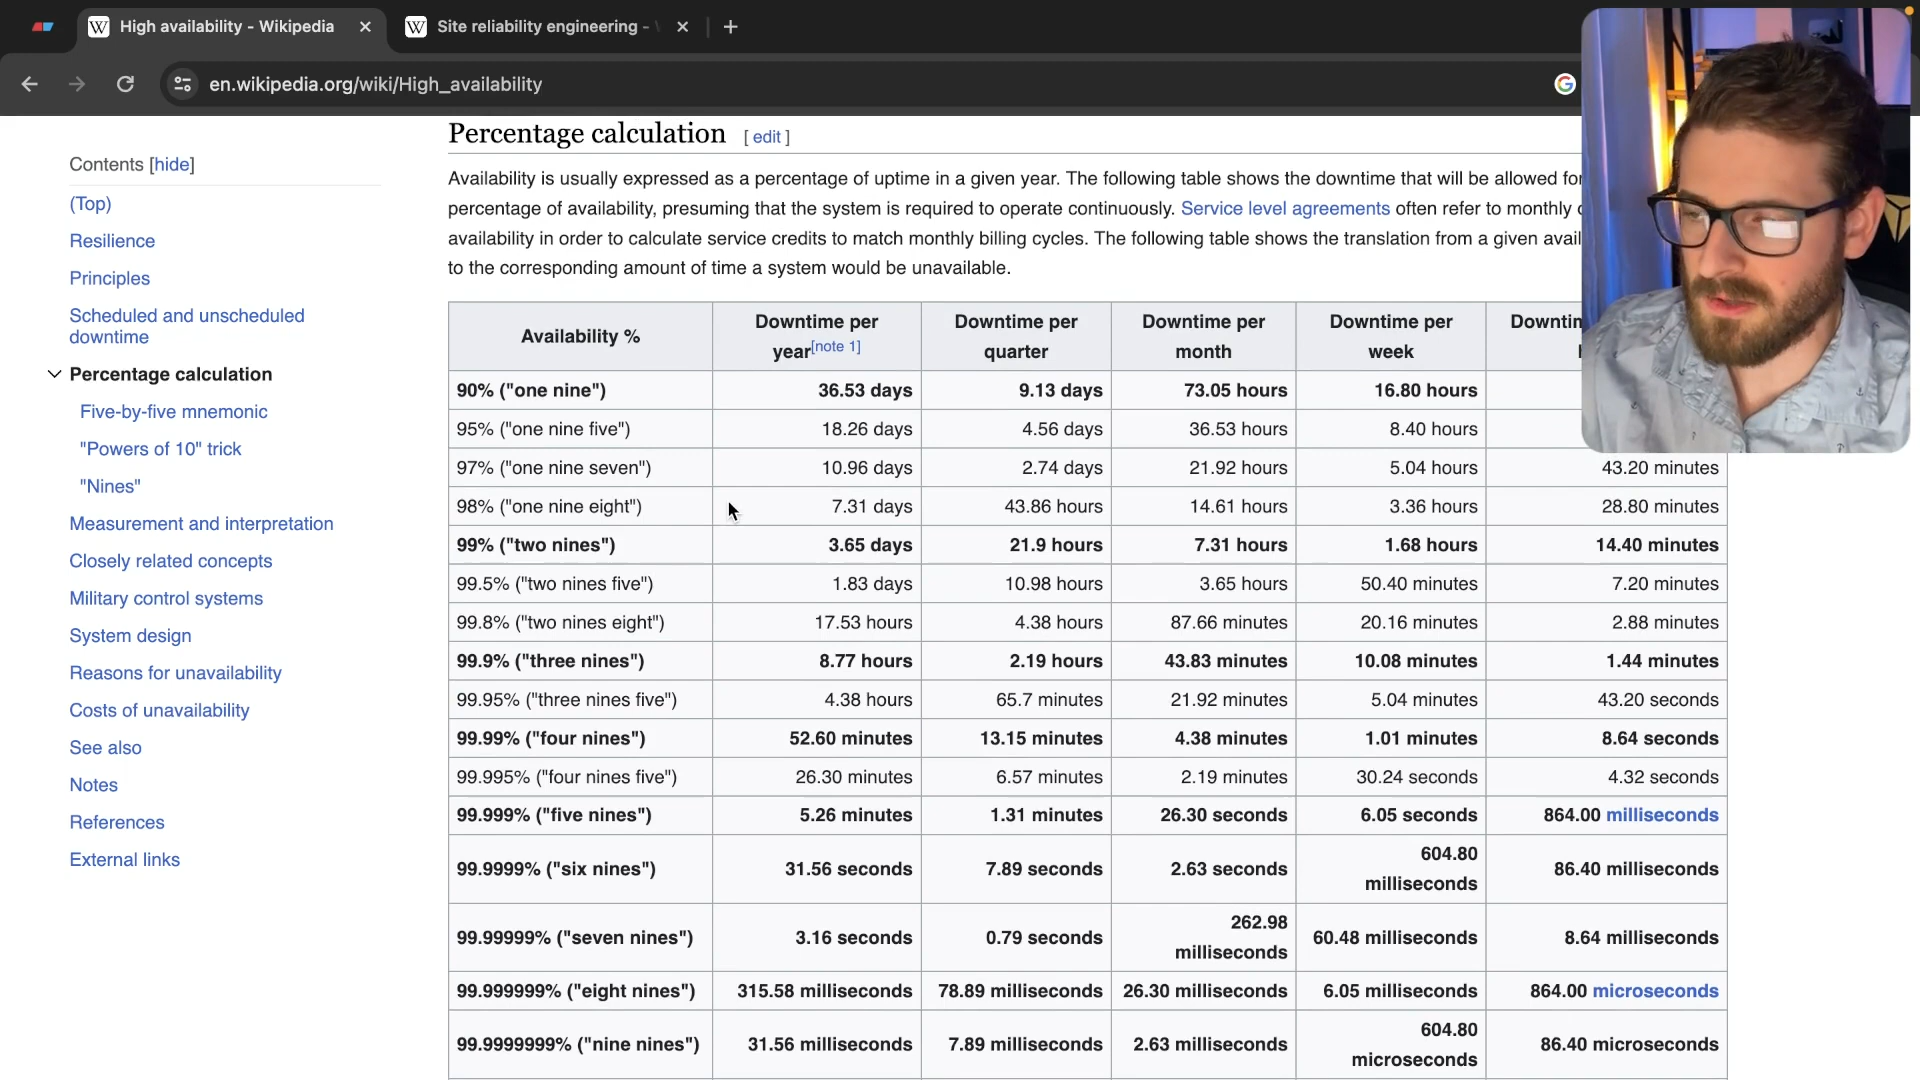 High availability - Wikipedia
Site reliability engineering -
en.wikipedia.org/wiki/High_availability
Contents [hide]
(Top)
Resilience
Principles
Scheduled and unscheduled
downtime
Percentage calculation
Five-by-five mnemonic
"Powers of 10" trick
"Nines"
Measurement and interpretation
Closely related concepts
Military control systems
System design
Reasons for unavailability
Costs of unavailability
See also
Notes
References
External links
Percentage calculation [ edit ]
Availability is usually expressed as a percentage of uptime in a given year. The following table shows the downtime that will be allowed for
percentage of availability, presuming that the system is required to operate continuously. Service level agreements often refer to monthly
availability in order to calculate service credits to match monthly billing cycles. The following table shows the translation from a given
to the corresponding amount of time a system would be unavailable.
Availability % Downtime per year[note 1] Downtime per quarter Downtime per month Downtime per week
90% ("one nine") 36.53 days 9.13 days 73.05 hours 16.80 hours
95% ("one nine five") 18.26 days 4.56 days 36.53 hours 8.40 hours
97% ("one nine seven") 10.96 days 2.74 days 21.92 hours 5.04 hours 43.20 minutes
98% ("one nine eight") 7.31 days 43.86 hours 14.61 hours 3.36 hours 28.80 minutes
99% ("two nines") 3.65 days 21.9 hours 7.31 hours 1.68 hours 14.40 minutes
99.5% ("two nines five") 1.83 days 10.98 hours 3.65 hours 50.40 minutes 7.20 minutes
99.8% ("two nines eight") 17.53 hours 4.38 hours 87.66 minutes 20.16 minutes 2.88 minutes
99.9% ("three nines") 8.77 hours 2.19 hours 43.83 minutes 10.08 minutes 1.44 minutes
99.95% ("three nines five") 4.38 hours 65.7 minutes 21.92 minutes 5.04 minutes 43.20 seconds
99.99% ("four nines") 52.60 minutes 13.15 minutes 4.38 minutes 1.01 minutes 8.64 seconds
99.995% ("four nines five") 26.30 minutes 6.57 minutes 2.19 minutes 30.24 seconds 4.32 seconds
99.999% ("five nines") 5.26 minutes 1.31 minutes 26.30 seconds 6.05 seconds 864.00 milliseconds
99.9999% ("six nines") 31.56 seconds 7.89 seconds 2.63 seconds 604.80 milliseconds 86.40 milliseconds
99.99999% ("seven nines") 3.16 seconds 0.79 seconds 262.98 milliseconds 60.48 milliseconds 8.64 milliseconds
99.999999% ("eight nines") 315.58 milliseconds 78.89 milliseconds 26.30 milliseconds 6.05 milliseconds 864.00 microseconds
99.9999999% ("nine nines") 31.56 milliseconds 7.89 milliseconds 2.63 milliseconds 604.80 microseconds 86.40 microseconds